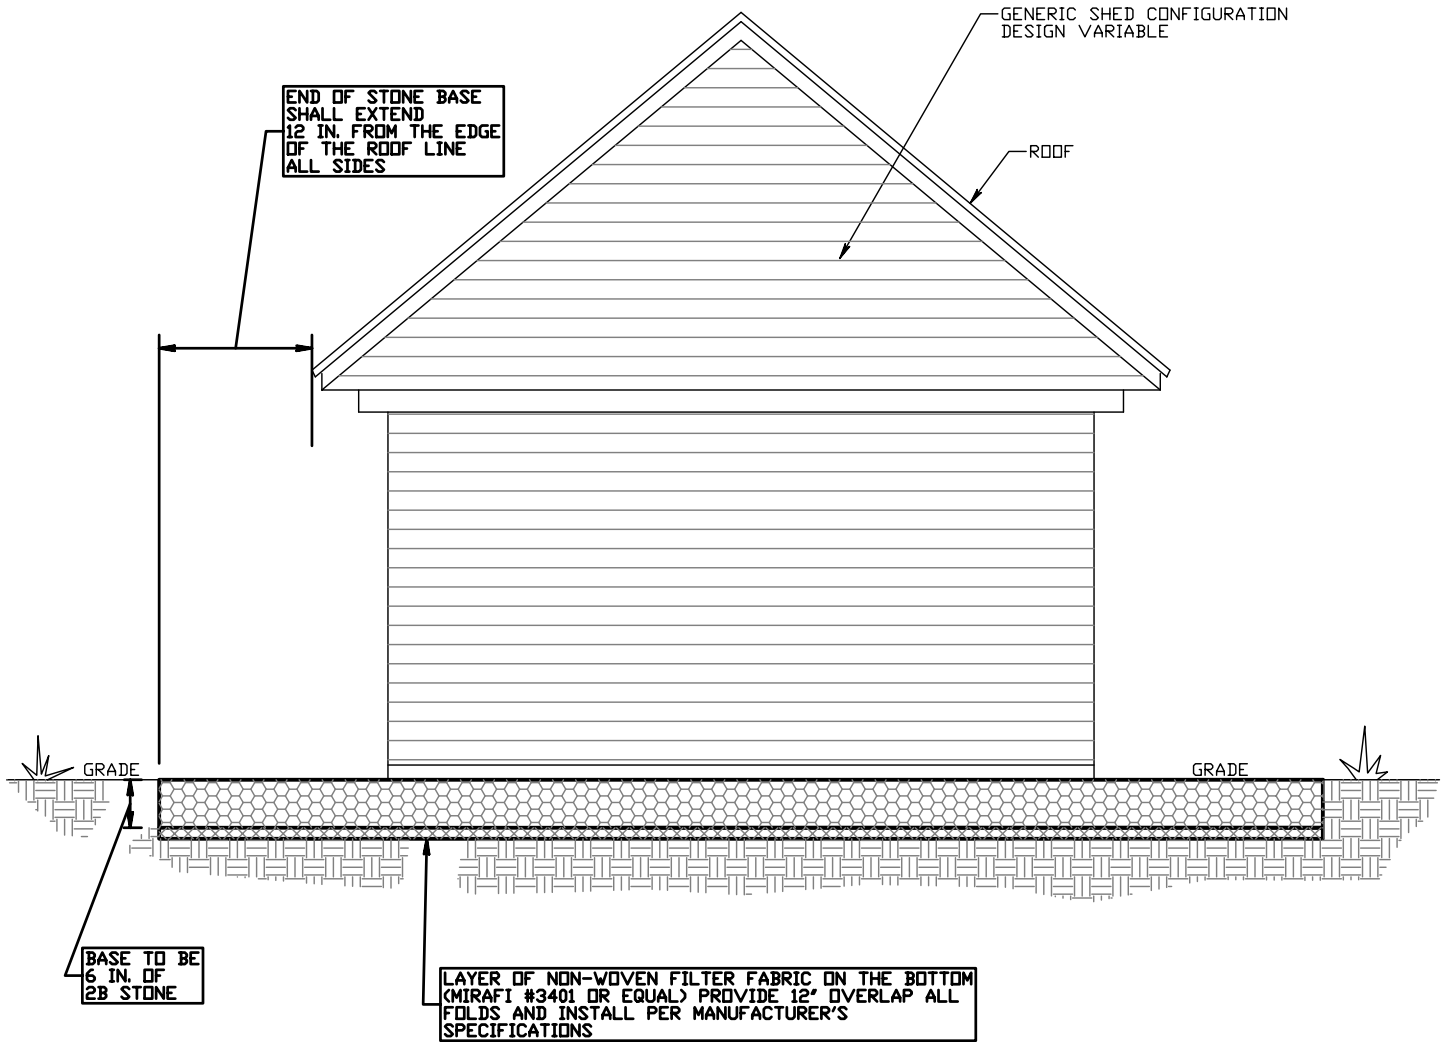 GENERIC SHED CONFIGURATION
DESIGN VARIABLE
END OF STONE BASE
SHALL EXTEND
12 IN. FROM THE EDGE
OF THE ROOF LINE
ALL SIDES
ROOF
GRADE
GRADE
BASE TO BE
6 IN. OF
2B STONE
LAYER OF NON-WOVEN FILTER FABRIC ON THE BOTTOM
(MIRAFI #3401 OR EQUAL) PROVIDE 12" OVERLAP ALL
FOLDS AND INSTALL PER MANUFACTURER'S
SPECIFICATIONS